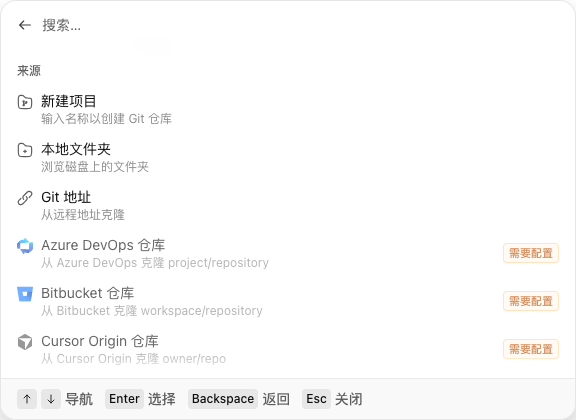 搜索...
来源
新建项目
输入名称以创建 Git 仓库
本地文件夹
浏览磁盘上的文件夹
Git 地址
从远程地址克隆
Azure DevOps 仓库
从 Azure DevOps 克隆 project/repository
需要配置
Bitbucket 仓库
从 Bitbucket 克隆 workspace/repository
需要配置
Cursor Origin 仓库
从 Cursor Origin 克隆 owner/repo
需要配置
↑ ↓ 导航 Enter 选择 Backspace 返回 Esc 关闭